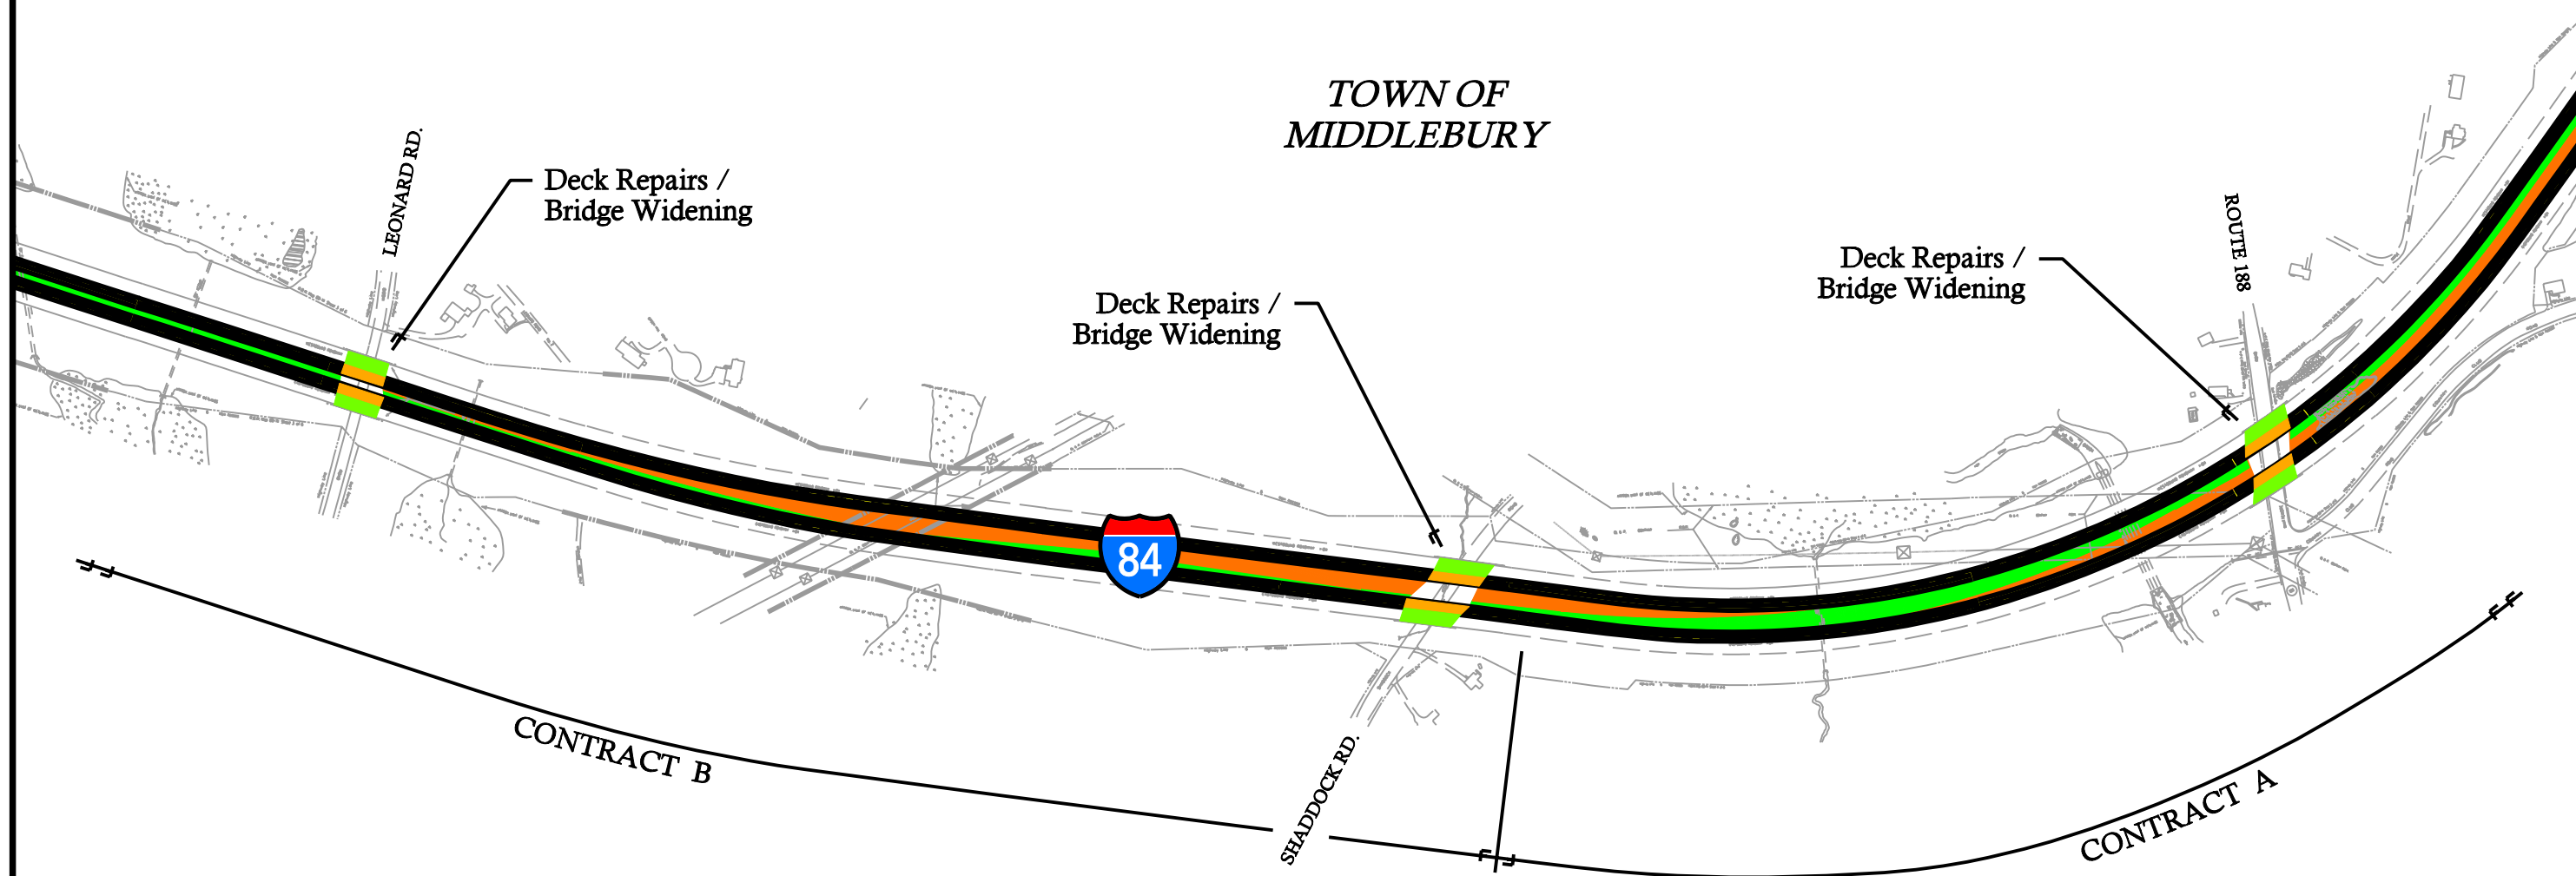 TOWN OF
MIDDLEBURY
LEONARD RD.
Deck Repairs /
Bridge Widening
Deck Repairs /
Bridge Widening
Deck Repairs /
Bridge Widening
ROUTE 188
84
SHADDOCK RD.
CONTRACT B
CONTRACT A